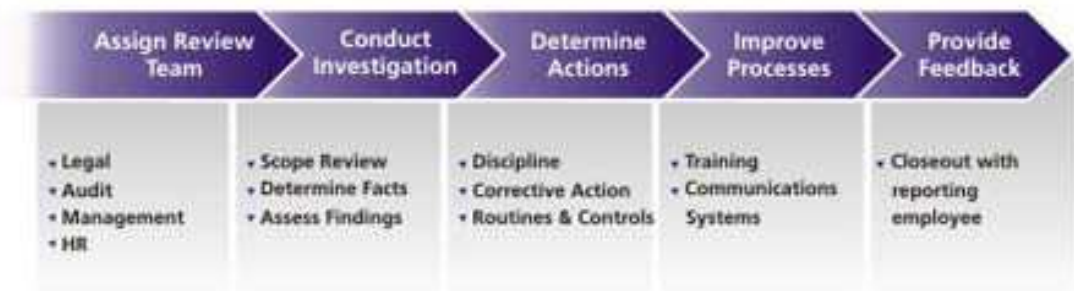 Assign Review
Team
Conduct
Investigation
Determine
Actions
Improve
Processes
Provide
Feedback
• Legal
• Audit
• Management
• HR
• Scope Review
• Determine Facts
• Assess Findings
• Discipline
• Corrective Action
• Routines & Controls
• Training
• Communications
Systems
• Closeout with
reporting
employee